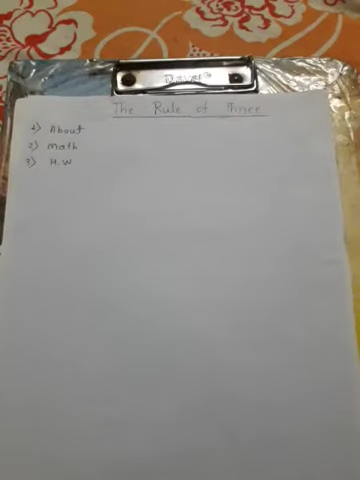 The Rule of Three
1) About
2) Math
3) H.W